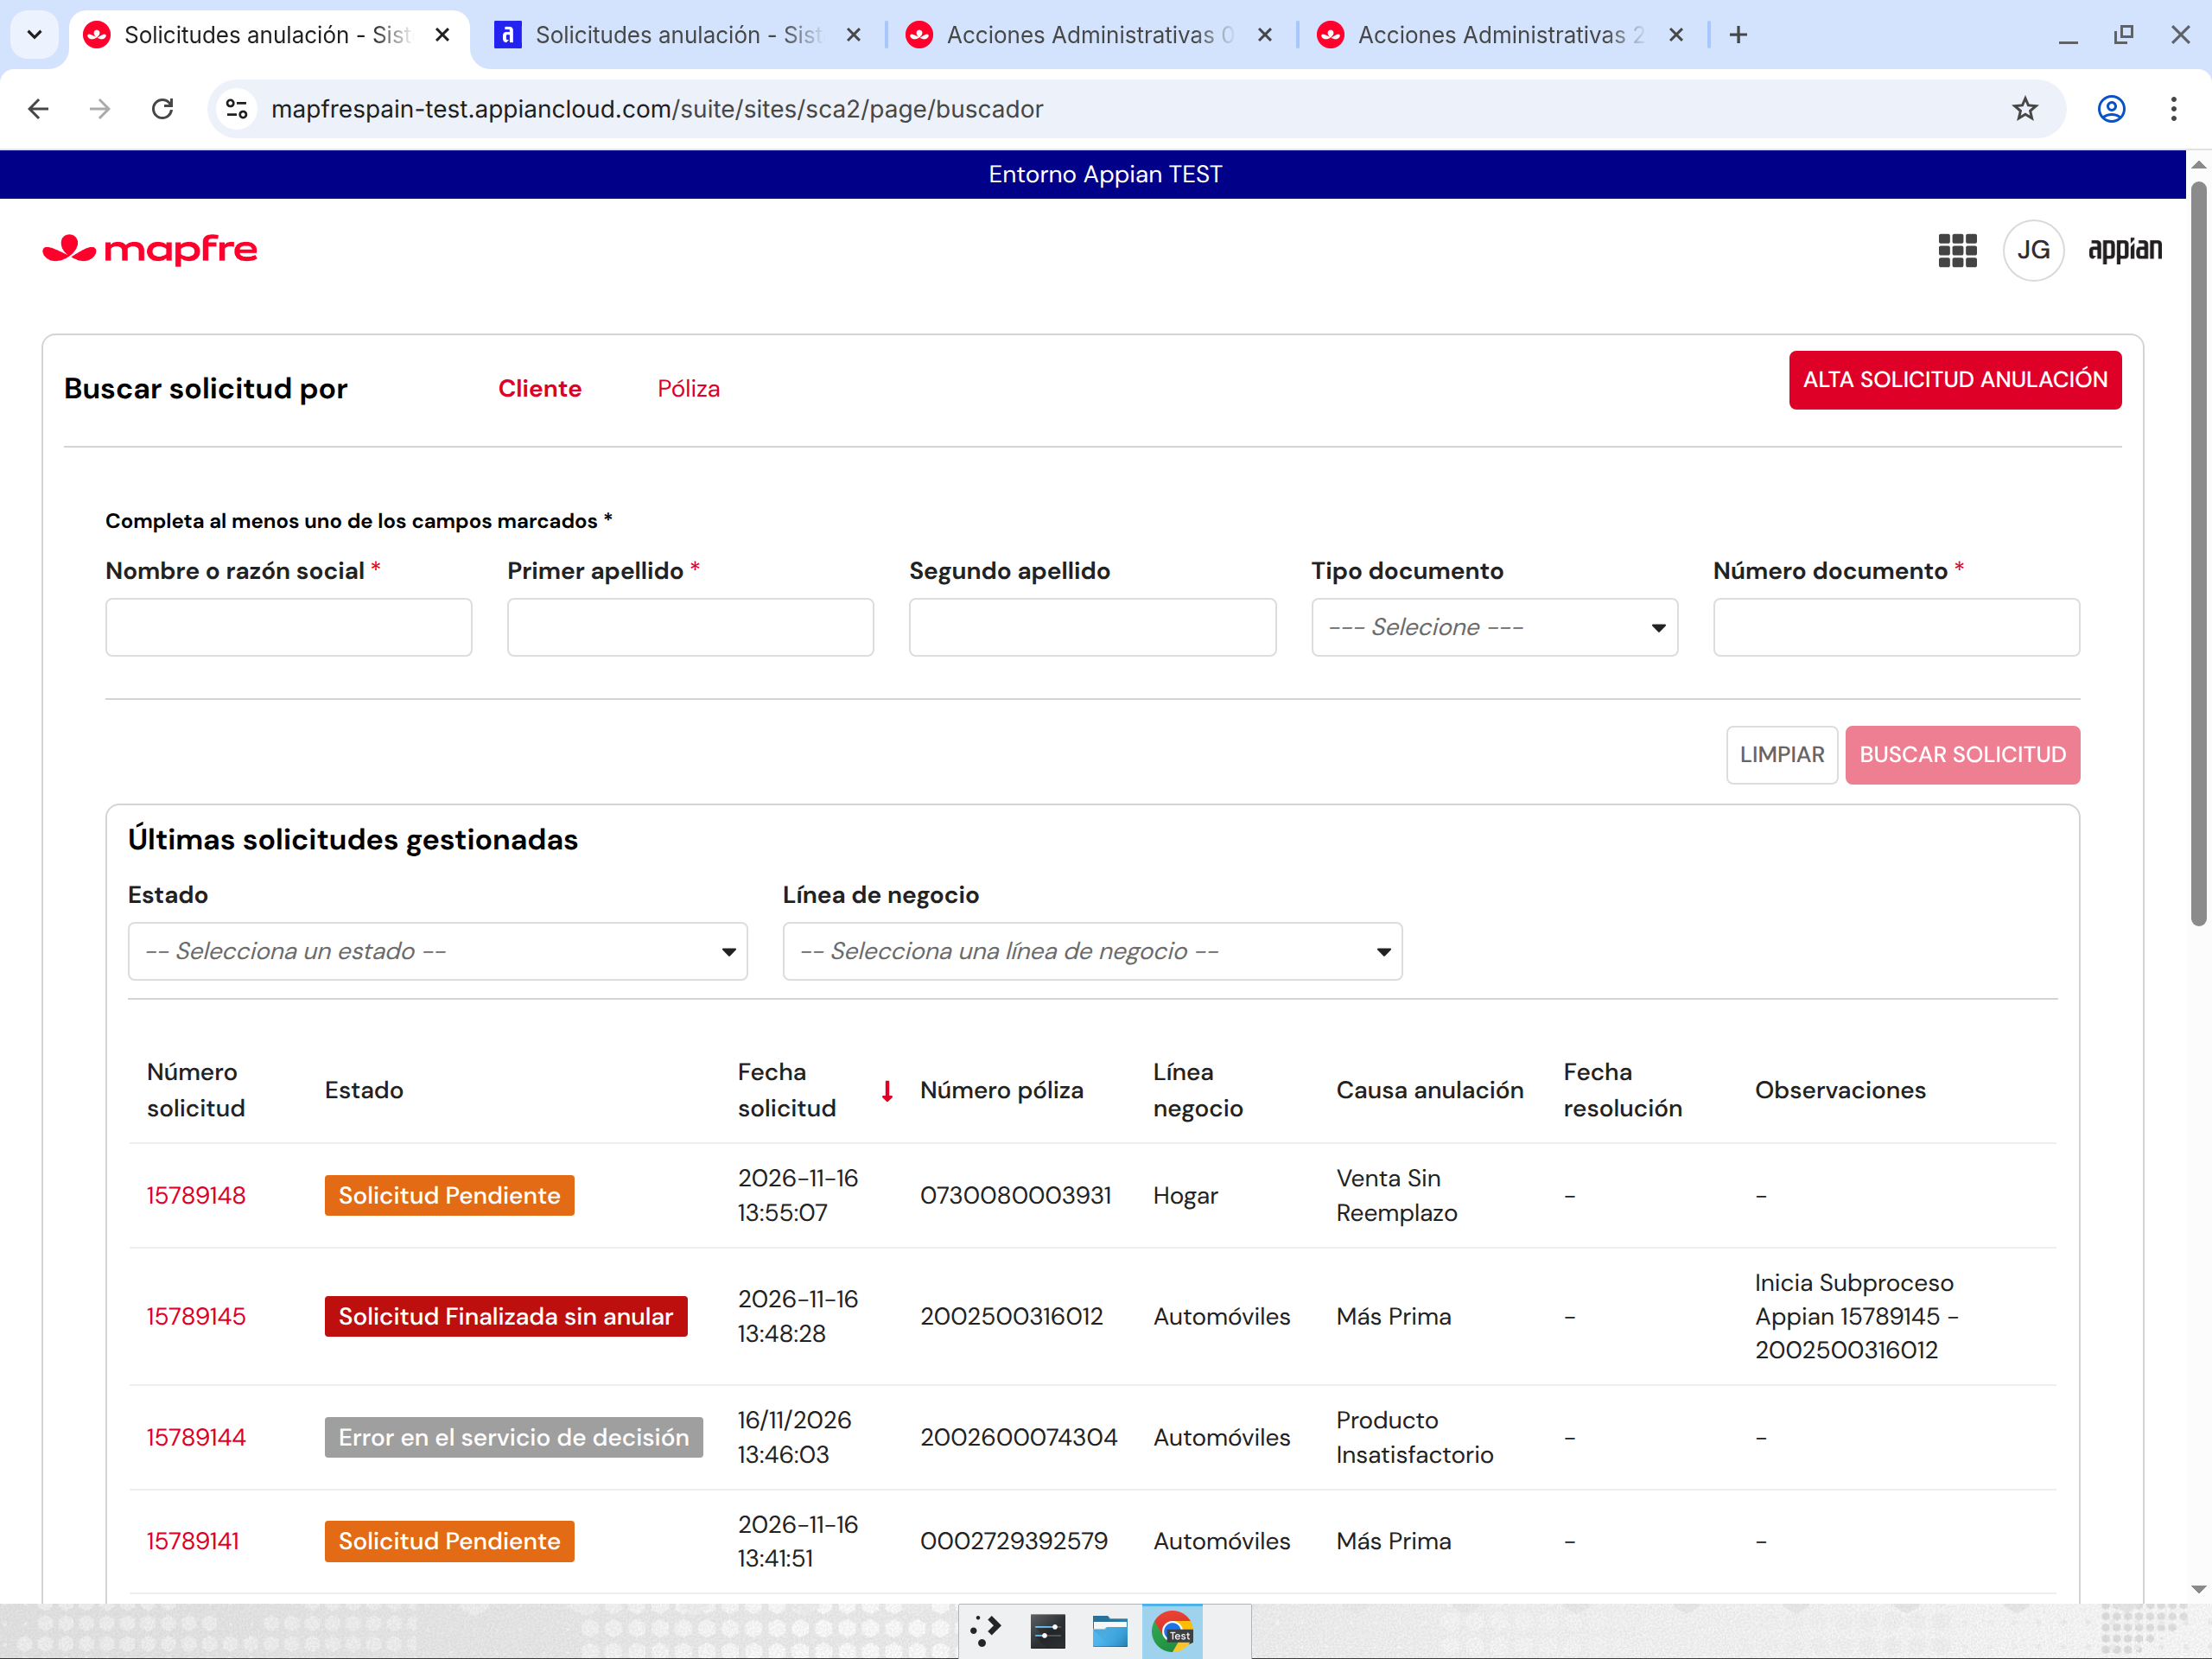 Solicitudes anulación - Sist
Solicitudes anulación - Sist
Acciones Administrativas 0
Acciones Administrativas 2
mapfrespain-test.appiancloud.com/suite/sites/sca2/page/buscador
Entorno Appian TEST
mapfre
JG
appian
Buscar solicitud por
Cliente
Póliza
ALTA SOLICITUD ANULACIÓN
Completa al menos uno de los campos marcados *
Nombre o razón social *
Primer apellido *
Segundo apellido
Tipo documento
Número documento *
--- Selecione ---
LIMPIAR
BUSCAR SOLICITUD
Últimas solicitudes gestionadas
Estado
Línea de negocio
-- Selecciona un estado --
-- Selecciona una línea de negocio --
Número solicitud
Estado
Fecha solicitud
Número póliza
Línea negocio
Causa anulación
Fecha resolución
Observaciones
15789148
Solicitud Pendiente
2026-11-16 13:55:07
0730080003931
Hogar
Venta Sin Reemplazo
-
-
15789145
Solicitud Finalizada sin anular
2026-11-16 13:48:28
2002500316012
Automóviles
Más Prima
-
Inicia Subproceso Appian 15789145 - 2002500316012
15789144
Error en el servicio de decisión
16/11/2026 13:46:03
2002600074304
Automóviles
Producto Insatisfactorio
-
-
15789141
Solicitud Pendiente
2026-11-16 13:41:51
0002729392579
Automóviles
Más Prima
-
-
Test